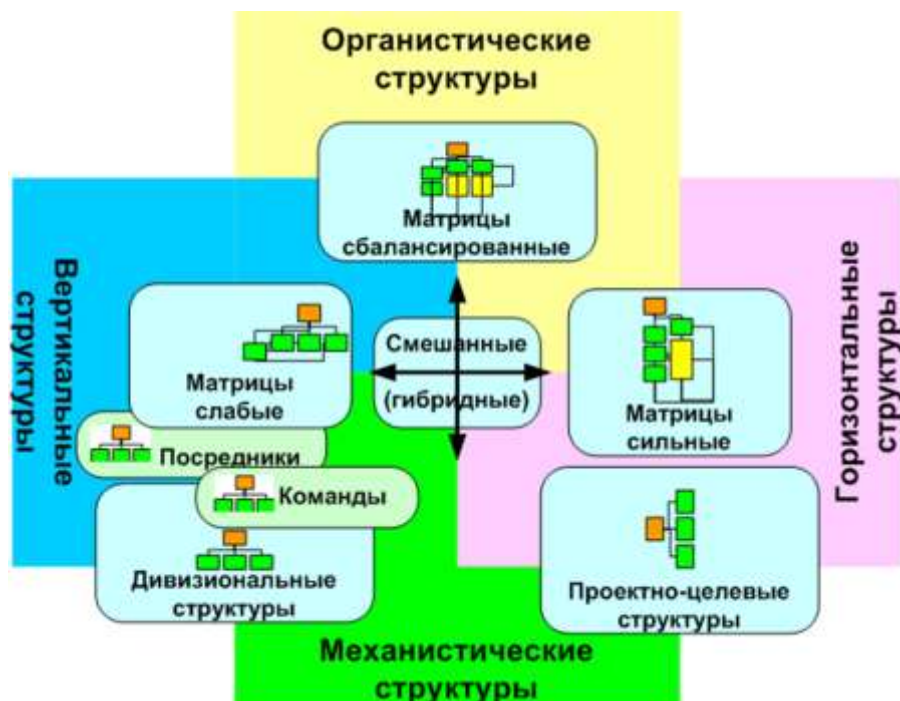 Органистические
структуры
Матрицы
сбалансированные
Вертикальные
структуры
Горизонтальные
структуры
Смешанные
(гибридные)
Матрицы
слабые
Матрицы
сильные
Посредники
Команды
Дивизиональные
структуры
Проектно-целевые
структуры
Механистические
структуры